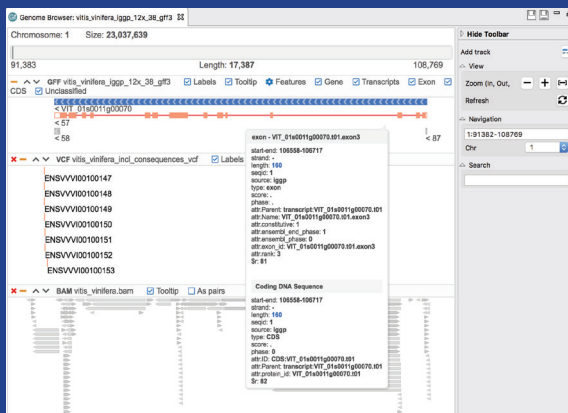 Genome Browser: vitis_vinifera_iggp_12x_38_gff3
Chromosome: 1 Size: 23,037,639
91,383 Length: 17,387 108,769
GFF vitis_vinifera_iggp_12x_38_gff3 Labels Tooltip Features Gene Transcripts Exon
CDS Unclassified
< VIT_01s0011g00070
< 57
< 58 < 87
exon - VIT_01s0011g00070.t01.exon3
start-end: 106558-106717
strand: -
length: 160
seqid: 1
source: iggp
type: exon
score: .
phase: .
attr.Parent: transcript:VIT_01s0011g00070.t01
attr.Name: VIT_01s0011g00070.t01.exon3
attr.constitutive: 1
attr.ensembl_end_phase: 1
attr.ensembl_phase: 0
attr.exon_id: VIT_01s0011g00070.t01.exon3
attr.rank: 3
$r: 81
Coding DNA Sequence
start-end: 106558-106717
strand: -
length: 160
seqid: 1
source: iggp
type: CDS
score: .
phase: 0
attr.ID: CDS:VIT_01s0011g00070.t01
attr.Parent: transcript:VIT_01s0011g00070.t01
attr.protein_id: VIT_01s0011g00070.t01
$r: 82
VCF vitis_vinifera_incl_consequences_vcf Labels
ENSVVVI00100147
ENSVVVI00100148
ENSVVVI00100149
ENSVVVI00100150
ENSVVVI00100151
ENSVVVI00100152
ENSVVVI00100153
BAM vitis_vinifera.bam Tooltip As pairs
Hide Toolbar
Add track
View
Zoom (In, Out,
Refresh
Navigation
1:91382-108769
Chr 1
Search